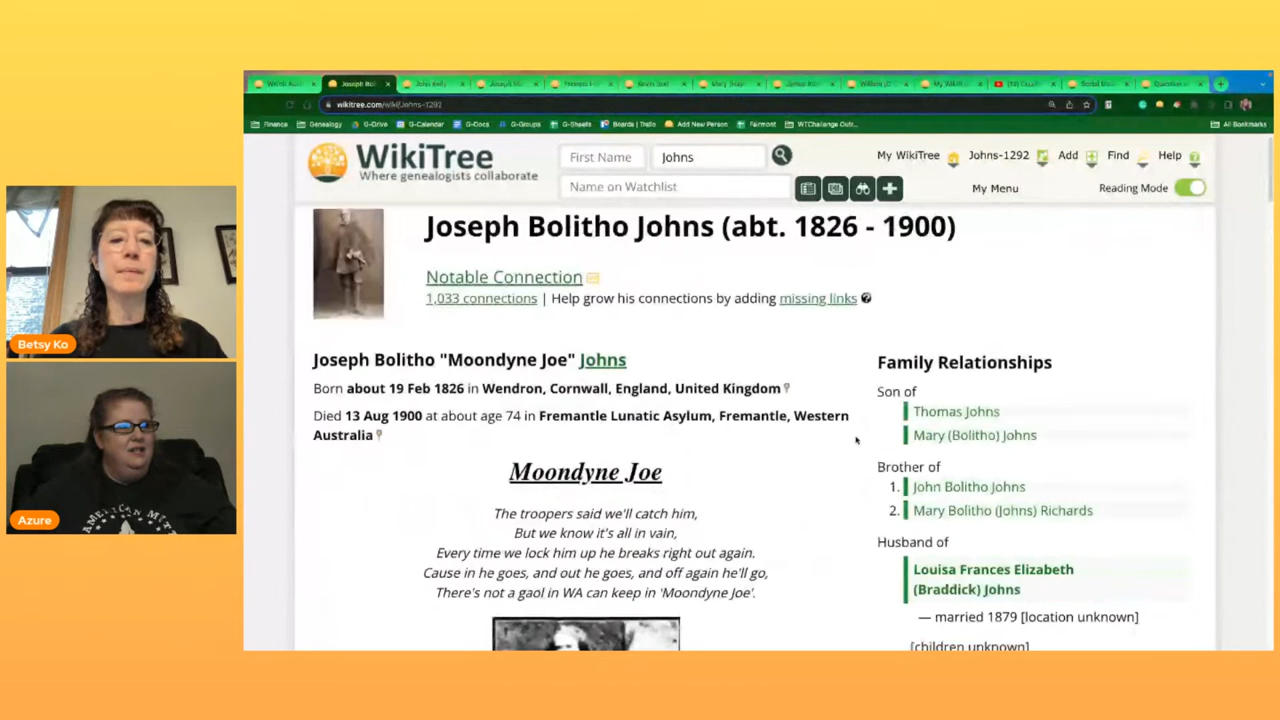 Joseph Bol
John Kelly
wikitree.com/wiki/Johns-1292
Finance
Genealogy
G-Drive
G-Calendar
G-Docs
G-Groups
G-Sheets
Boards | Trello
Add New Person
Fairmont
WTChallenge Outr...
All Bookmarks
WikiTree
Where genealogists collaborate
First Name
Johns
Name on Watchlist
My WikiTree
Johns-1292
Add
Find
Help
My Menu
Reading Mode
Joseph Bolitho Johns (abt. 1826 - 1900)
Notable Connection
1,033 connections | Help grow his connections by adding missing links
Joseph Bolitho "Moondyne Joe" Johns
Born about 19 Feb 1826 in Wendron, Cornwall, England, United Kingdom
Died 13 Aug 1900 at about age 74 in Fremantle Lunatic Asylum, Fremantle, Western
Australia
Moondyne Joe
The troopers said we'll catch him,
But we know it's all in vain,
Every time we lock him up he breaks right out again.
Cause in he goes, and out he goes, and off again he'll go,
There's not a gaol in WA can keep in 'Moondyne Joe'.
Family Relationships
Son of
Thomas Johns
Mary (Bolitho) Johns
Brother of
1. John Bolitho Johns
2. Mary Bolitho (Johns) Richards
Husband of
Louisa Frances Elizabeth
(Braddick) Johns
— married 1879 [location unknown]
[children unknown]
Betsy Ko
Azure